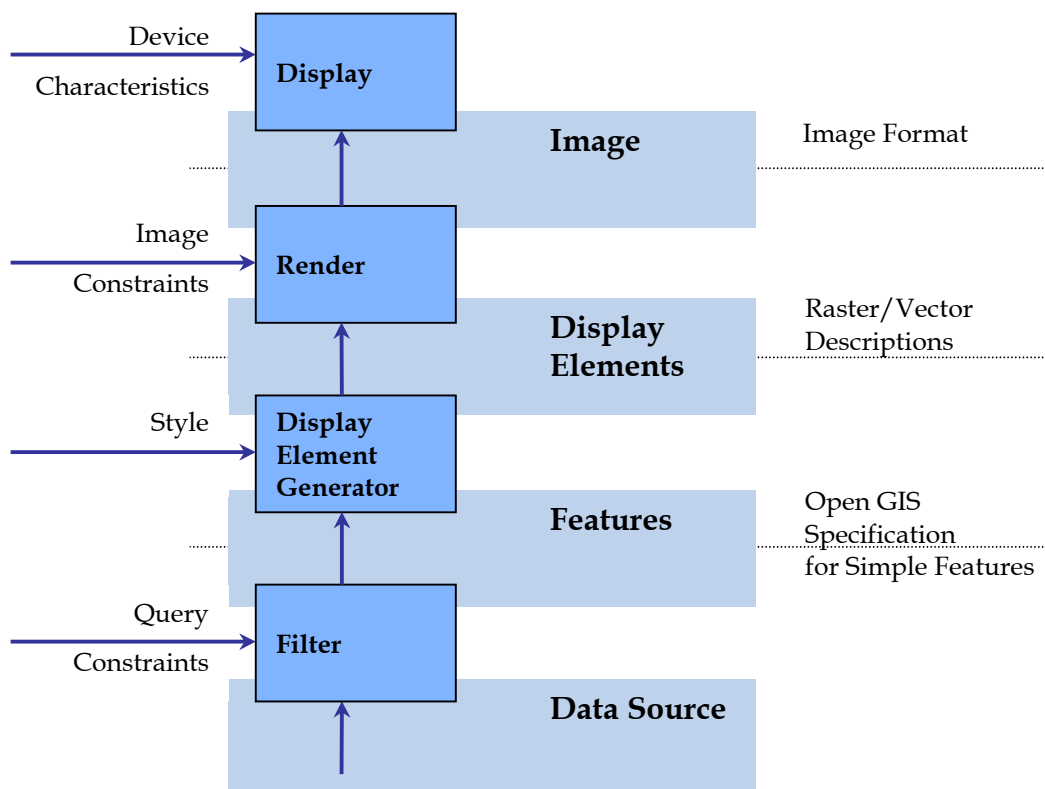 Device
Characteristics
Display
Image
Image Format
Image
Constraints
Render
Display
Elements
Raster/Vector
Descriptions
Style
Display
Element
Generator
Features
Open GIS
Specification
for Simple Features
Query
Constraints
Filter
Data Source